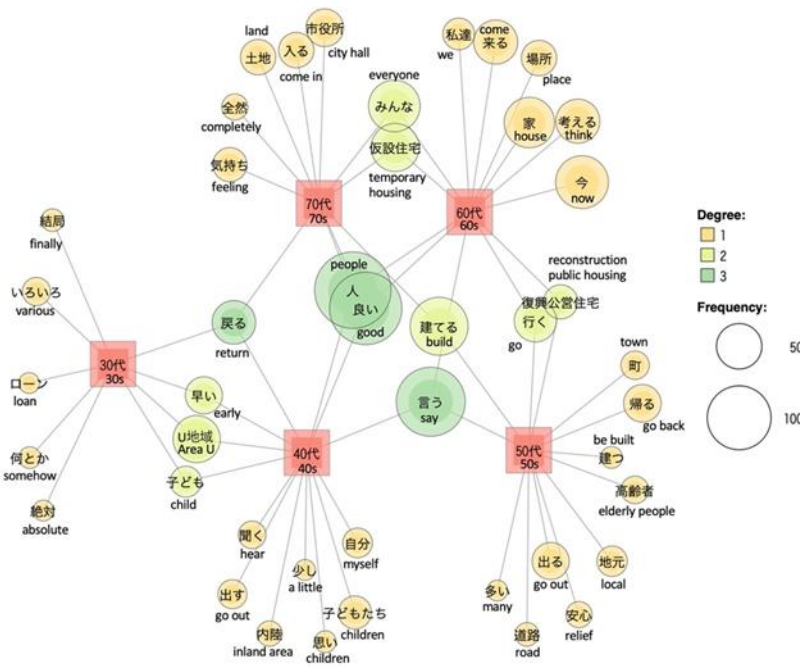 land
土地
入る
come in
市役所
city hall
全然
completely
気持ち
feeling
70代
70s
everyone
みんな
仮設住宅
temporary
housing
私達
we
come
来る
場所
place
家
house
考える
think
今
now
60代
60s
結局
finally
いろいろ
various
ローン
loan
何とか
somehow
絶対
absolute
30代
30s
戻る
return
people
人
良い
good
建てる
build
言う
say
reconstruction
public housing
復興公営住宅
行く
go
早い
early
U地域
Area U
子ども
child
40代
40s
聞く
hear
出す
go out
内陸
inland area
少し
a little
思い
children
子どもたち
children
自分
myself
50代
50s
town
町
帰る
go back
be built
建つ
高齢者
elderly people
地元
local
出る
go out
安心
relief
多い
many
道路
road
Degree:
1
2
3
Frequency:
50
100